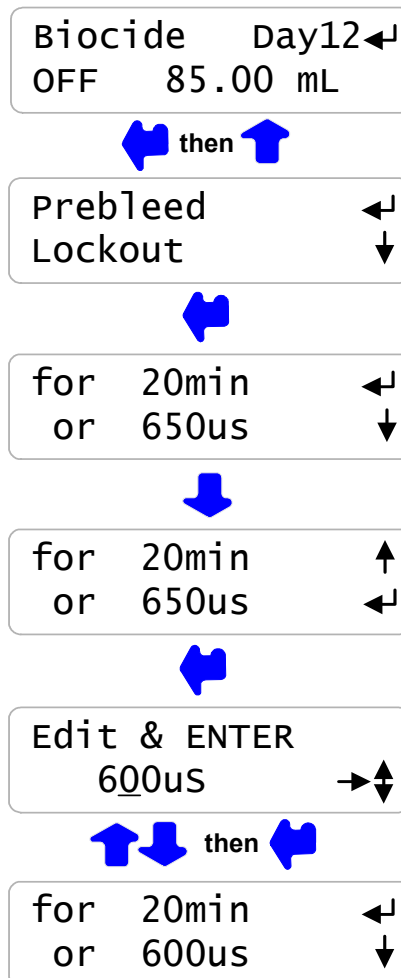 Biocide Day12
OFF 85.00 mL
then
Prebleed
Lockout
for 20min
or 650us
for 20min
or 650us
Edit & ENTER
600uS
then
for 20min
or 600us